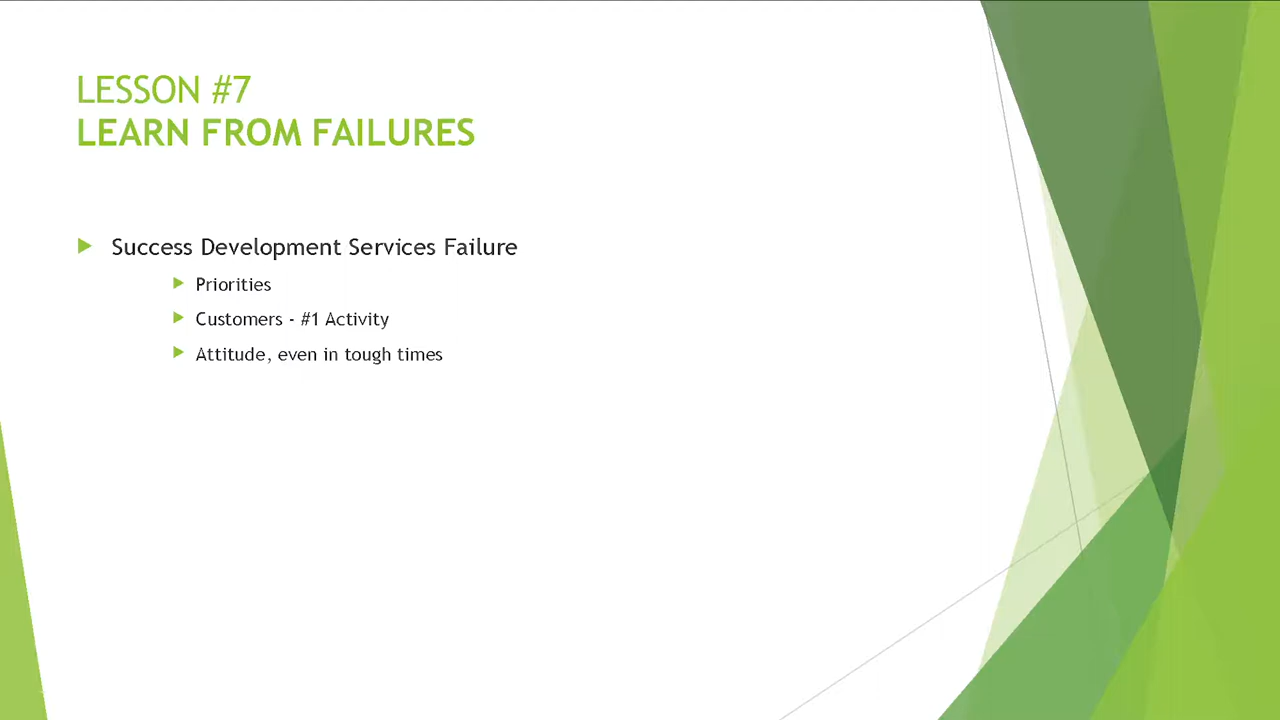 LESSON #7
LEARN FROM FAILURES
Success Development Services Failure
Priorities
Customers - #1 Activity
Attitude, even in tough times